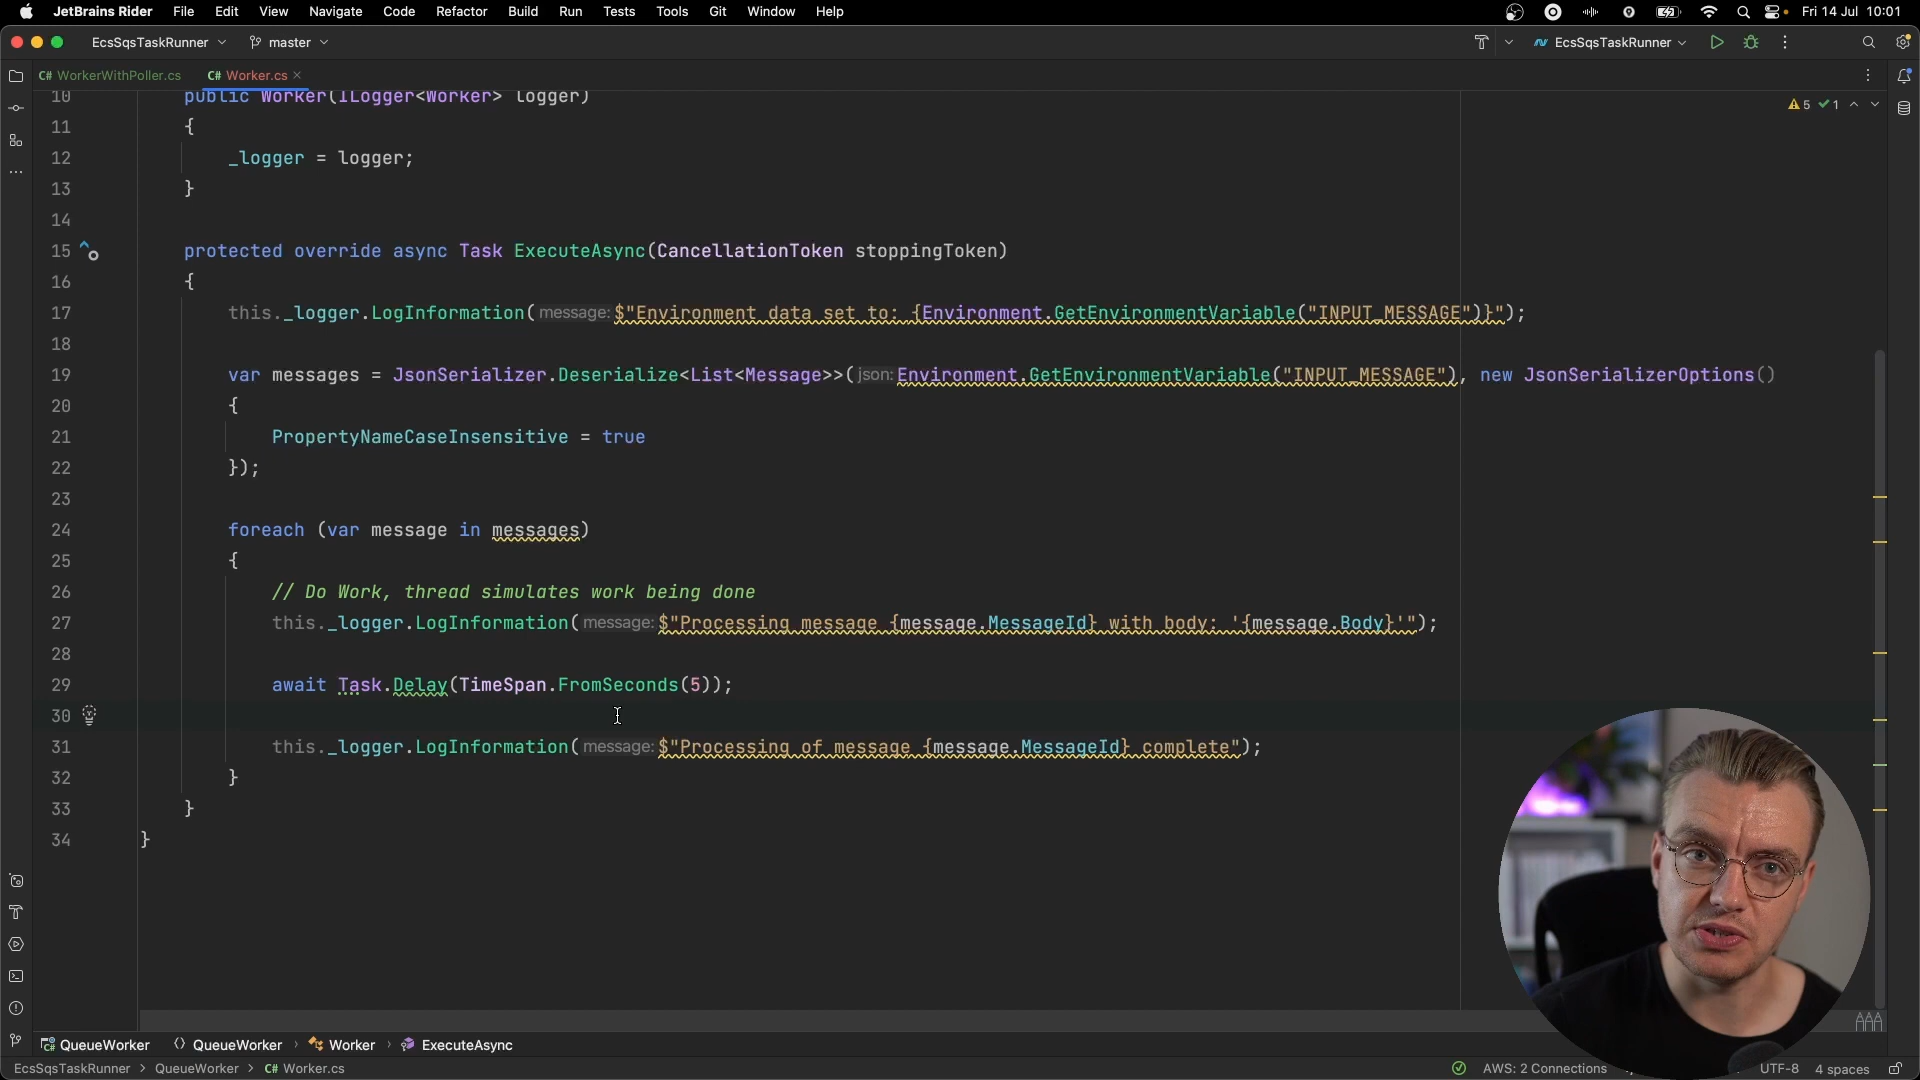 JetBrains Rider File Edit View Navigate Code Refactor Build Run Tests Tools Git Window Help Fri 14 Jul 10:01
EcsSqsTaskRunner master EcsSqsTaskRunner
C# WorkerWithPoller.cs C# Worker.cs
10 public Worker(ILogger<Worker> logger)
5 1
11 {
12 _logger = logger;
13 }
14
15 protected override async Task ExecuteAsync(CancellationToken stoppingToken)
16 {
17 this._logger.LogInformation(message: $"Environment data set to: {Environment.GetEnvironmentVariable("INPUT_MESSAGE")}");
18
19 var messages = JsonSerializer.Deserialize<List<Message>>(json: Environment.GetEnvironmentVariable("INPUT_MESSAGE"), new JsonSerializerOptions()
20 {
21 PropertyNameCaseInsensitive = true
22 });
23
24 foreach (var message in messages)
25 {
26 // Do Work, thread simulates work being done
27 this._logger.LogInformation(message: $"Processing message {message.MessageId} with body: '{message.Body}'");
28
29 await Task.Delay(TimeSpan.FromSeconds(5));
30
31 this._logger.LogInformation(message: $"Processing of message {message.MessageId} complete");
32 }
33 }
34 }
QueueWorker QueueWorker Worker ExecuteAsync
EcsSqsTaskRunner QueueWorker C# Worker.cs AWS: 2 Connections UTF-8 4 spaces